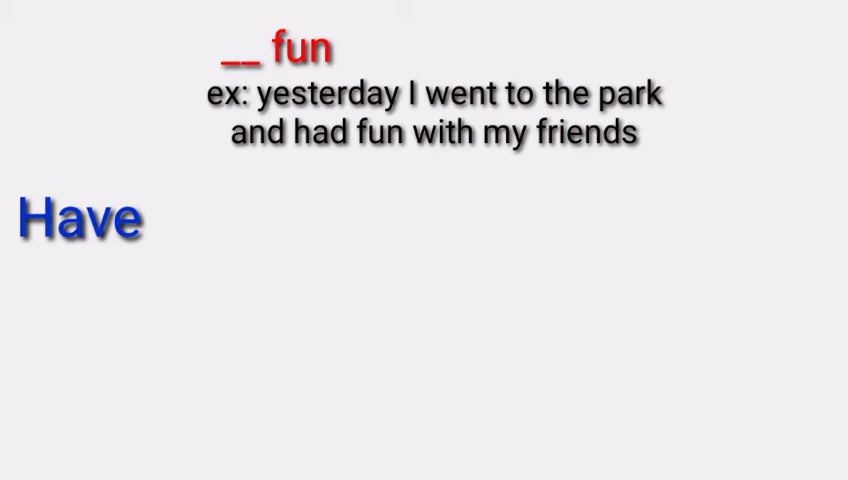 __ fun
ex: yesterday I went to the park
and had fun with my friends
Have